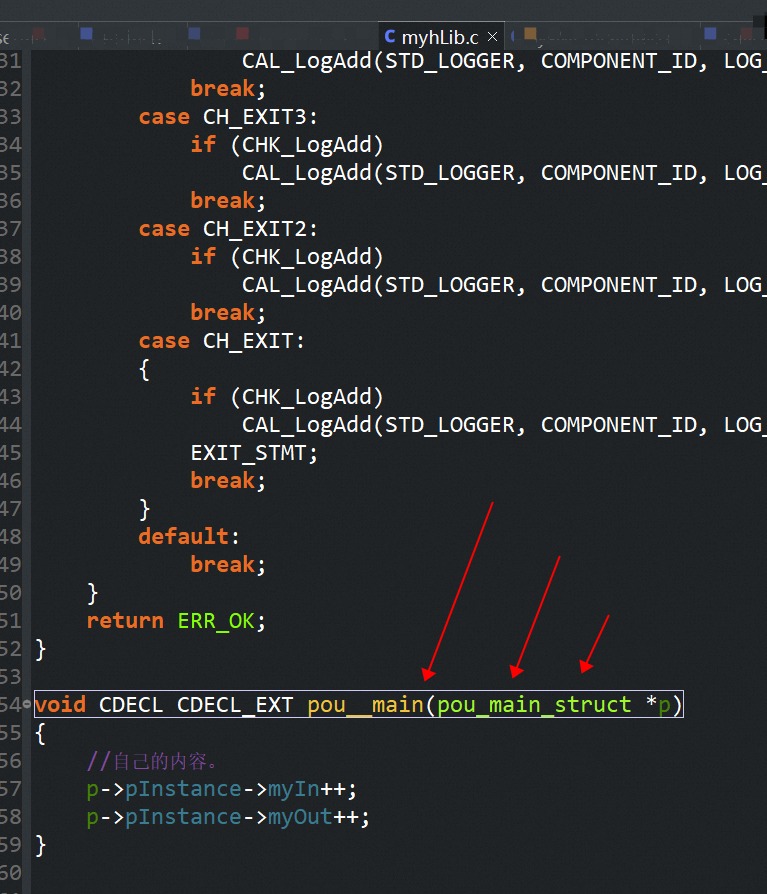 myhLib.c
31 CAL_LogAdd(STD_LOGGER, COMPONENT_ID, LOG_
32 break;
33 case CH_EXIT3:
34 if (CHK_LogAdd)
35 CAL_LogAdd(STD_LOGGER, COMPONENT_ID, LOG_
36 break;
37 case CH_EXIT2:
38 if (CHK_LogAdd)
39 CAL_LogAdd(STD_LOGGER, COMPONENT_ID, LOG_
40 break;
41 case CH_EXIT:
42 {
43 if (CHK_LogAdd)
44 CAL_LogAdd(STD_LOGGER, COMPONENT_ID, LOG_
45 EXIT_STMT;
46 break;
47 }
48 default:
49 break;
50 }
51 return ERR_OK;
52 }
53
54 void CDECL CDECL_EXT pou__main(pou_main_struct *p)
55 {
56 //自己的内容。
57 p->pInstance->myIn++;
58 p->pInstance->myOut++;
59 }
60